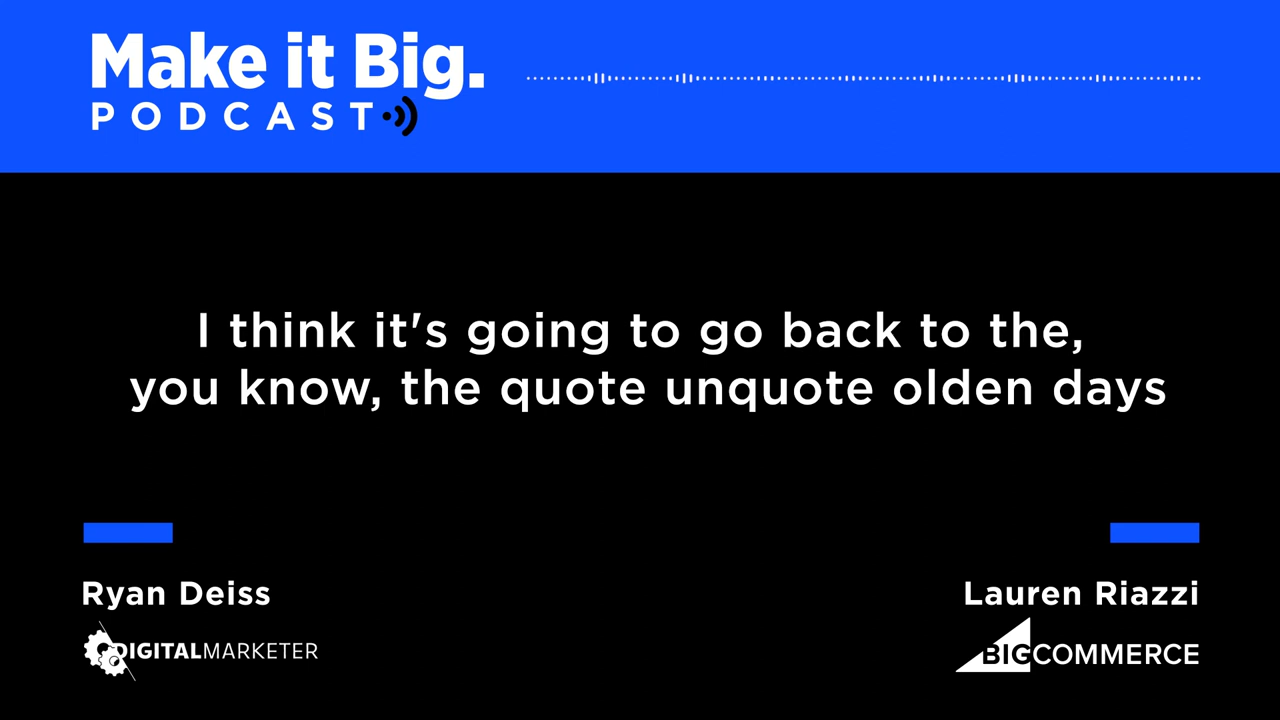 Make it Big.
PODCAST
I think it's going to go back to the,
you know, the quote unquote olden days
Ryan Deiss
Lauren Riazzi
DIGITALMARKETER
BIGCOMMERCE